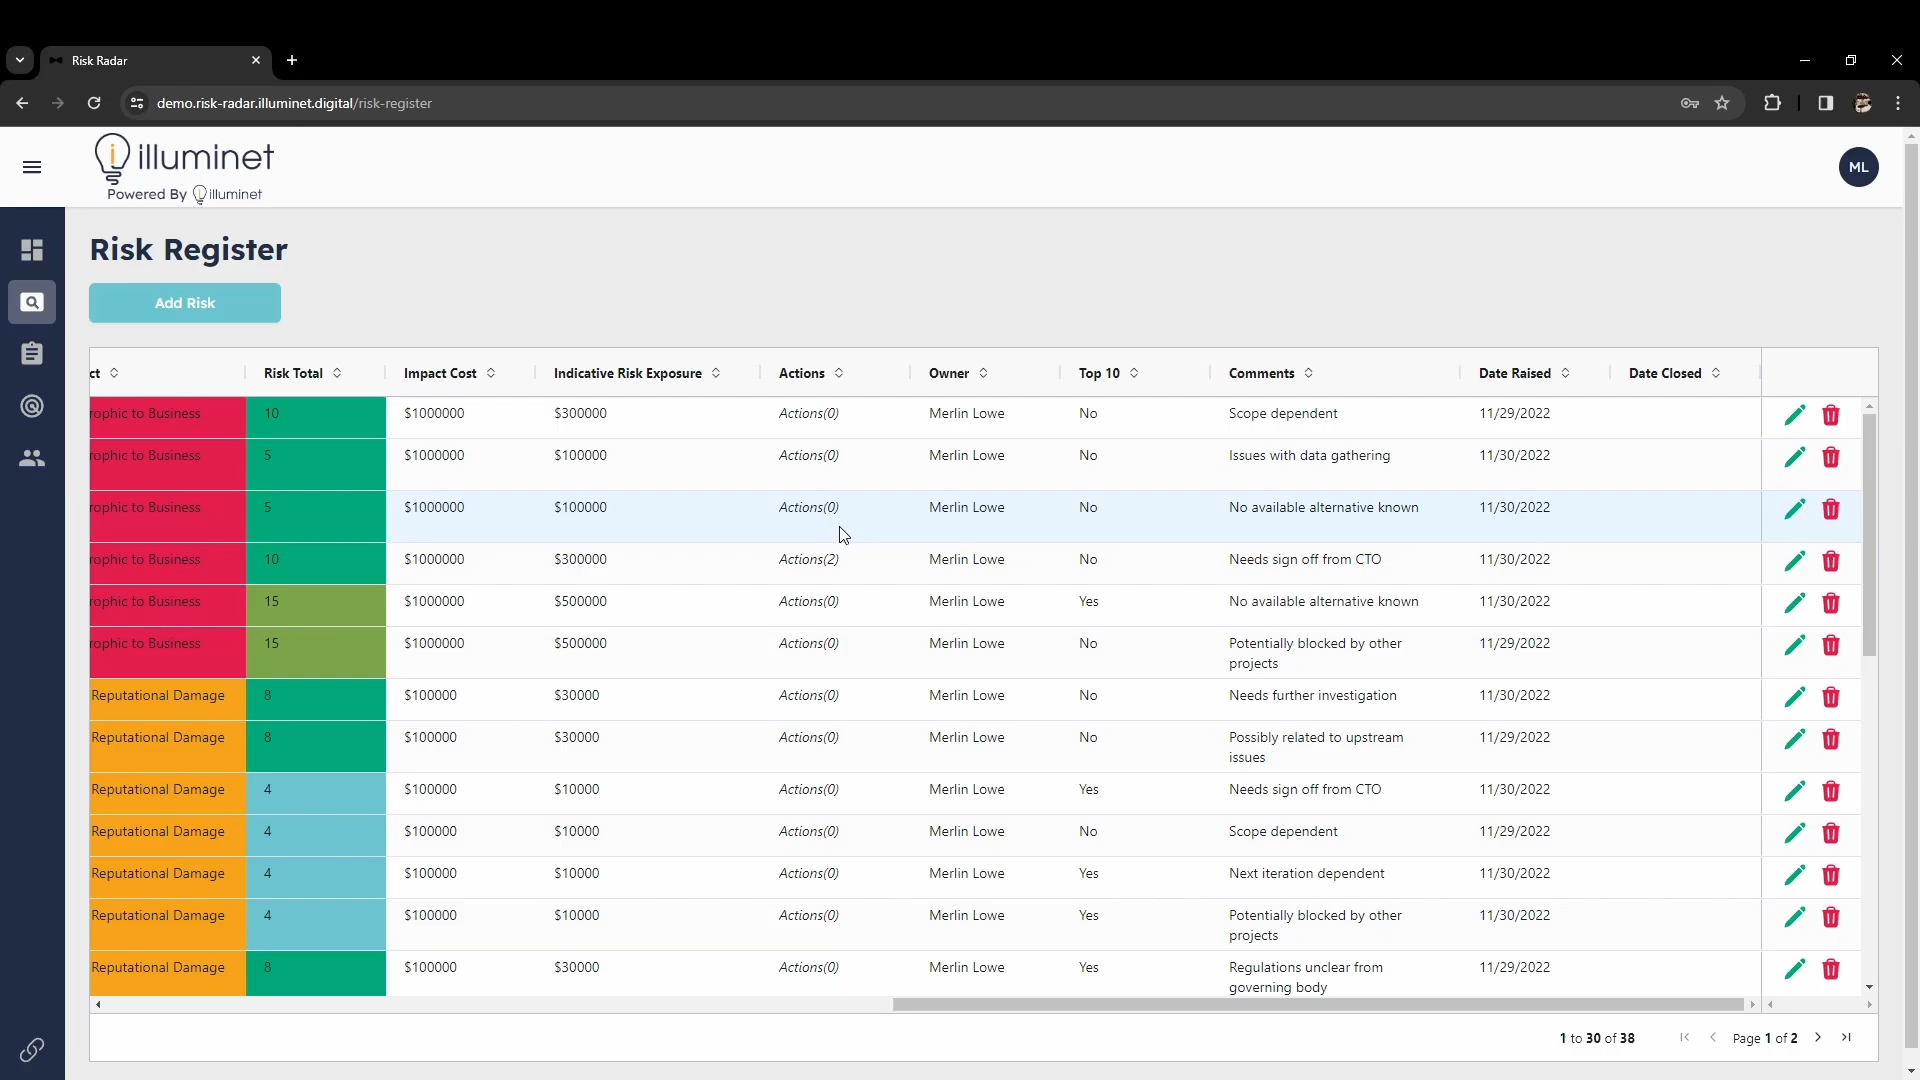 Risk Radar
demo.risk-radar.illuminet.digital/risk-register
illuminet
Powered By illuminet
ML
Risk Register
Add Risk
ct Risk Total Impact Cost Indicative Risk Exposure Actions Owner Top 10 Comments Date Raised Date Closed
rophic to Business 10 $1000000 $300000 Actions(0) Merlin Lowe No Scope dependent 11/29/2022
rophic to Business 5 $1000000 $100000 Actions(0) Merlin Lowe No Issues with data gathering 11/30/2022
rophic to Business 5 $1000000 $100000 Actions(0) Merlin Lowe No No available alternative known 11/30/2022
rophic to Business 10 $1000000 $300000 Actions(2) Merlin Lowe No Needs sign off from CTO 11/30/2022
rophic to Business 15 $1000000 $500000 Actions(0) Merlin Lowe Yes No available alternative known 11/30/2022
rophic to Business 15 $1000000 $500000 Actions(0) Merlin Lowe No Potentially blocked by other 11/29/2022
projects
Reputational Damage 8 $100000 $30000 Actions(0) Merlin Lowe No Needs further investigation 11/30/2022
Reputational Damage 8 $100000 $30000 Actions(0) Merlin Lowe No Possibly related to upstream 11/29/2022
issues
Reputational Damage 4 $100000 $10000 Actions(0) Merlin Lowe Yes Needs sign off from CTO 11/30/2022
Reputational Damage 4 $100000 $10000 Actions(0) Merlin Lowe No Scope dependent 11/29/2022
Reputational Damage 4 $100000 $10000 Actions(0) Merlin Lowe Yes Next iteration dependent 11/30/2022
Reputational Damage 4 $100000 $10000 Actions(0) Merlin Lowe Yes Potentially blocked by other 11/30/2022
projects
Reputational Damage 8 $100000 $30000 Actions(0) Merlin Lowe Yes Regulations unclear from 11/29/2022
governing body
1 to 30 of 38 Page 1 of 2